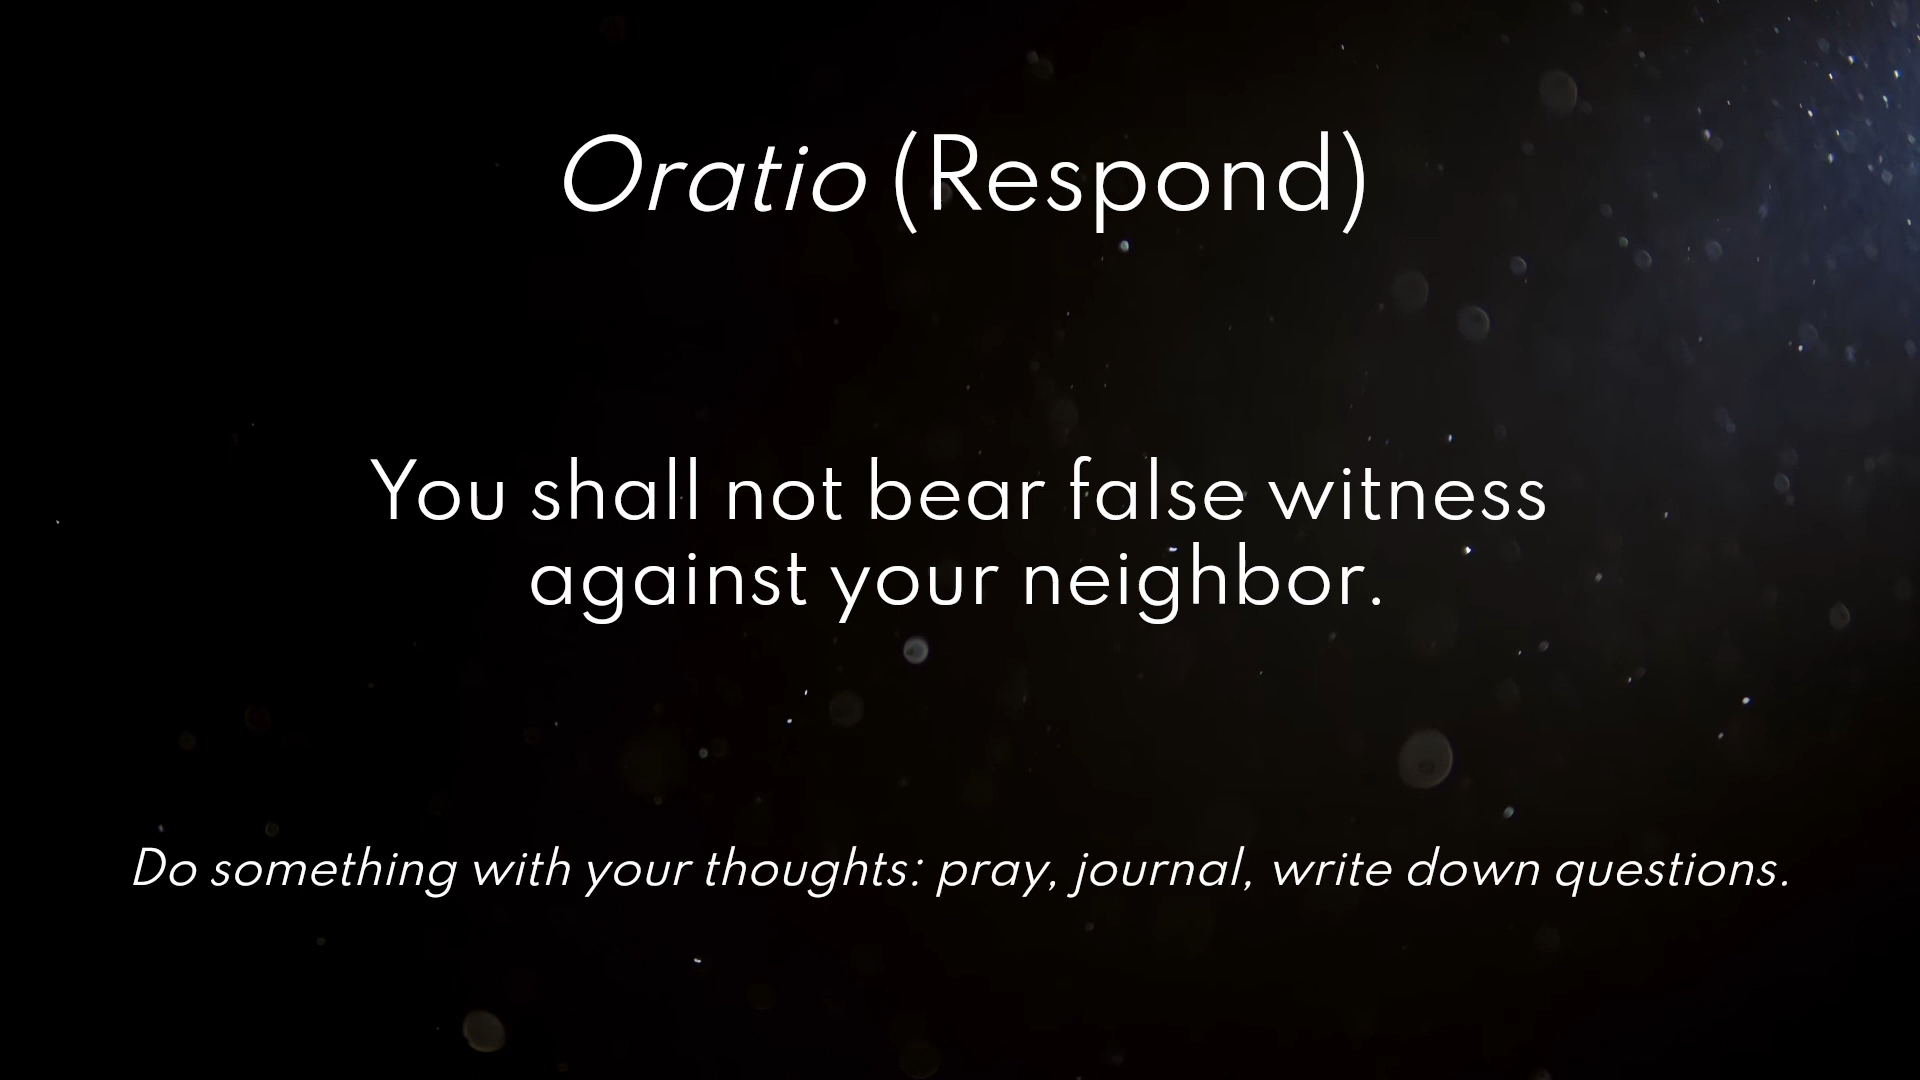 Oratio (Respond)
You shall not bear false witness
against your neighbor.
Do something with your thoughts: pray, journal, write down questions.